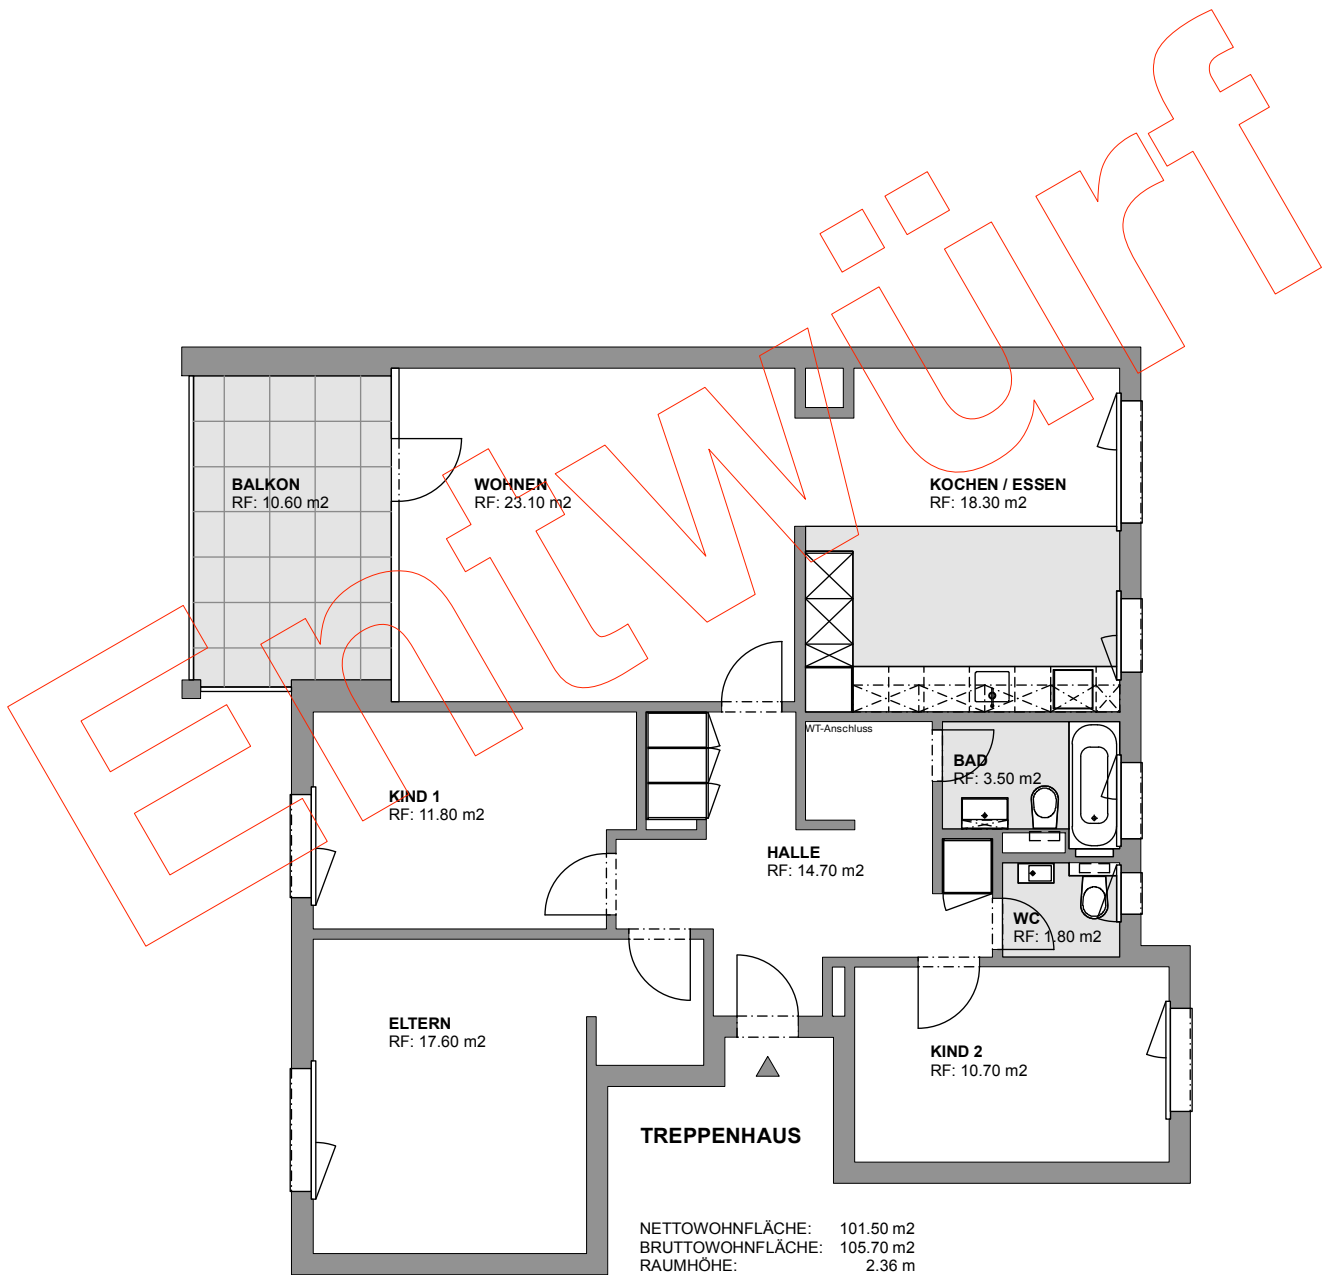 Entwürf
BALKON
RF: 10.60 m2
WOHNEN
RF: 23.10 m2
KOCHEN / ESSEN
RF: 18.30 m2
WT-Anschluss
BAD
RF: 3.50 m2
KIND 1
RF: 11.80 m2
HALLE
RF: 14.70 m2
WC
RF: 1.80 m2
ELTERN
RF: 17.60 m2
KIND 2
RF: 10.70 m2
TREPPENHAUS
NETTOWOHNFLÄCHE: 101.50 m2
BRUTTOWOHNFLÄCHE: 105.70 m2
RAUMHÖHE: 2.36 m